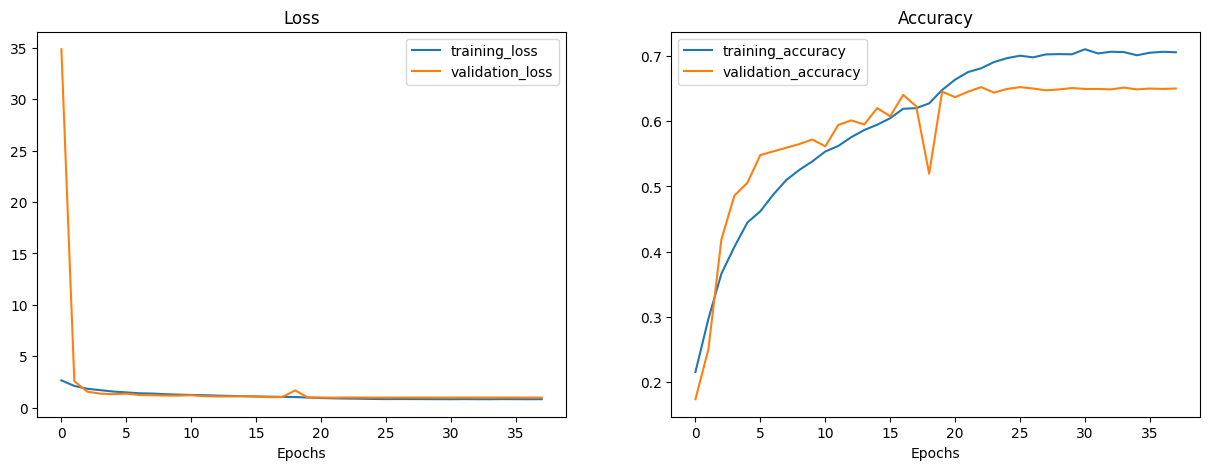 Loss
35
30
25
20
15
10
5
0
training_loss
validation_loss
0 5 10 15 20 25 30 35
Epochs
Accuracy
0.7
0.6
0.5
0.4
0.3
0.2
training_accuracy
validation_accuracy
0 5 10 15 20 25 30 35
Epochs